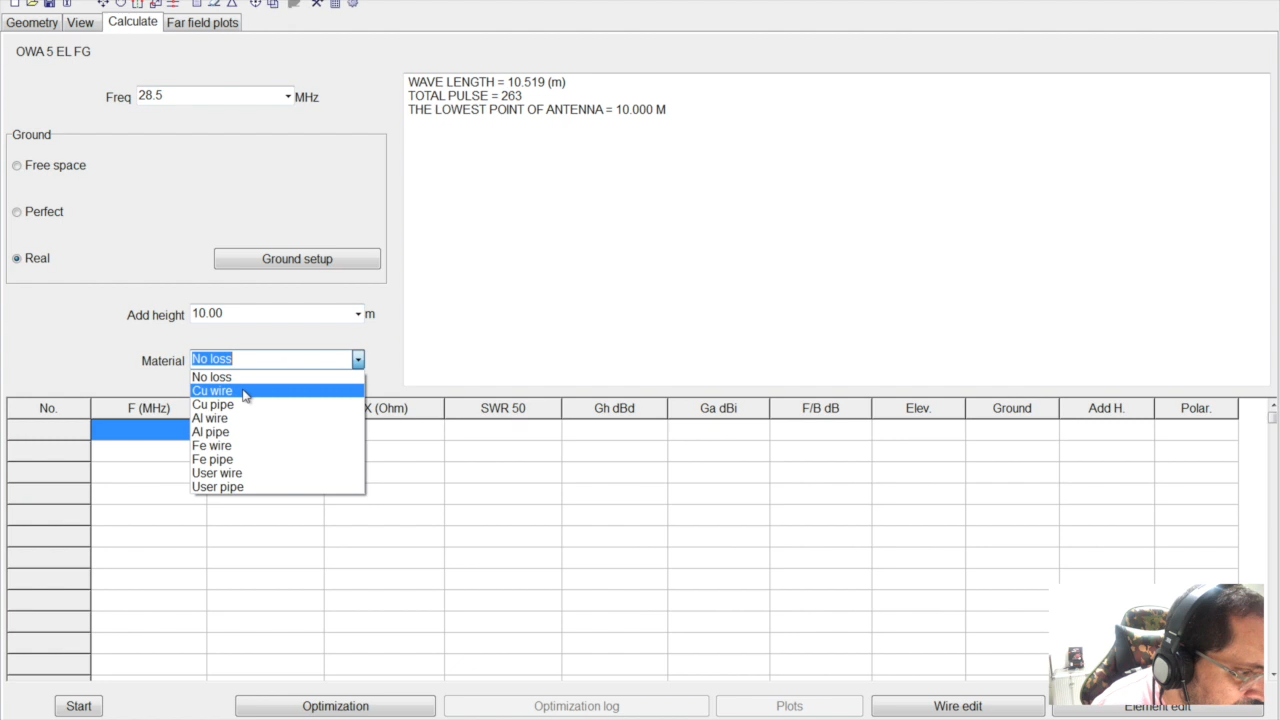 Geometry View Calculate Far field plots
OWA 5 EL FG
Freq 28.5 MHz
WAVE LENGTH = 10.519 (m)
TOTAL PULSE = 263
THE LOWEST POINT OF ANTENNA = 10.000 M
Ground
Free space
Perfect
Real Ground setup
Add height 10.00 m
Material No loss
No loss
Cu wire
Cu pipe
Al wire
Al pipe
Fe wire
Fe pipe
User wire
User pipe
No. F (MHz) X (Ohm) SWR 50 Gh dBd Ga dBi F/B dB Elev. Ground Add H. Polar.
Start Optimization Optimization log Plots Wire edit Element edit